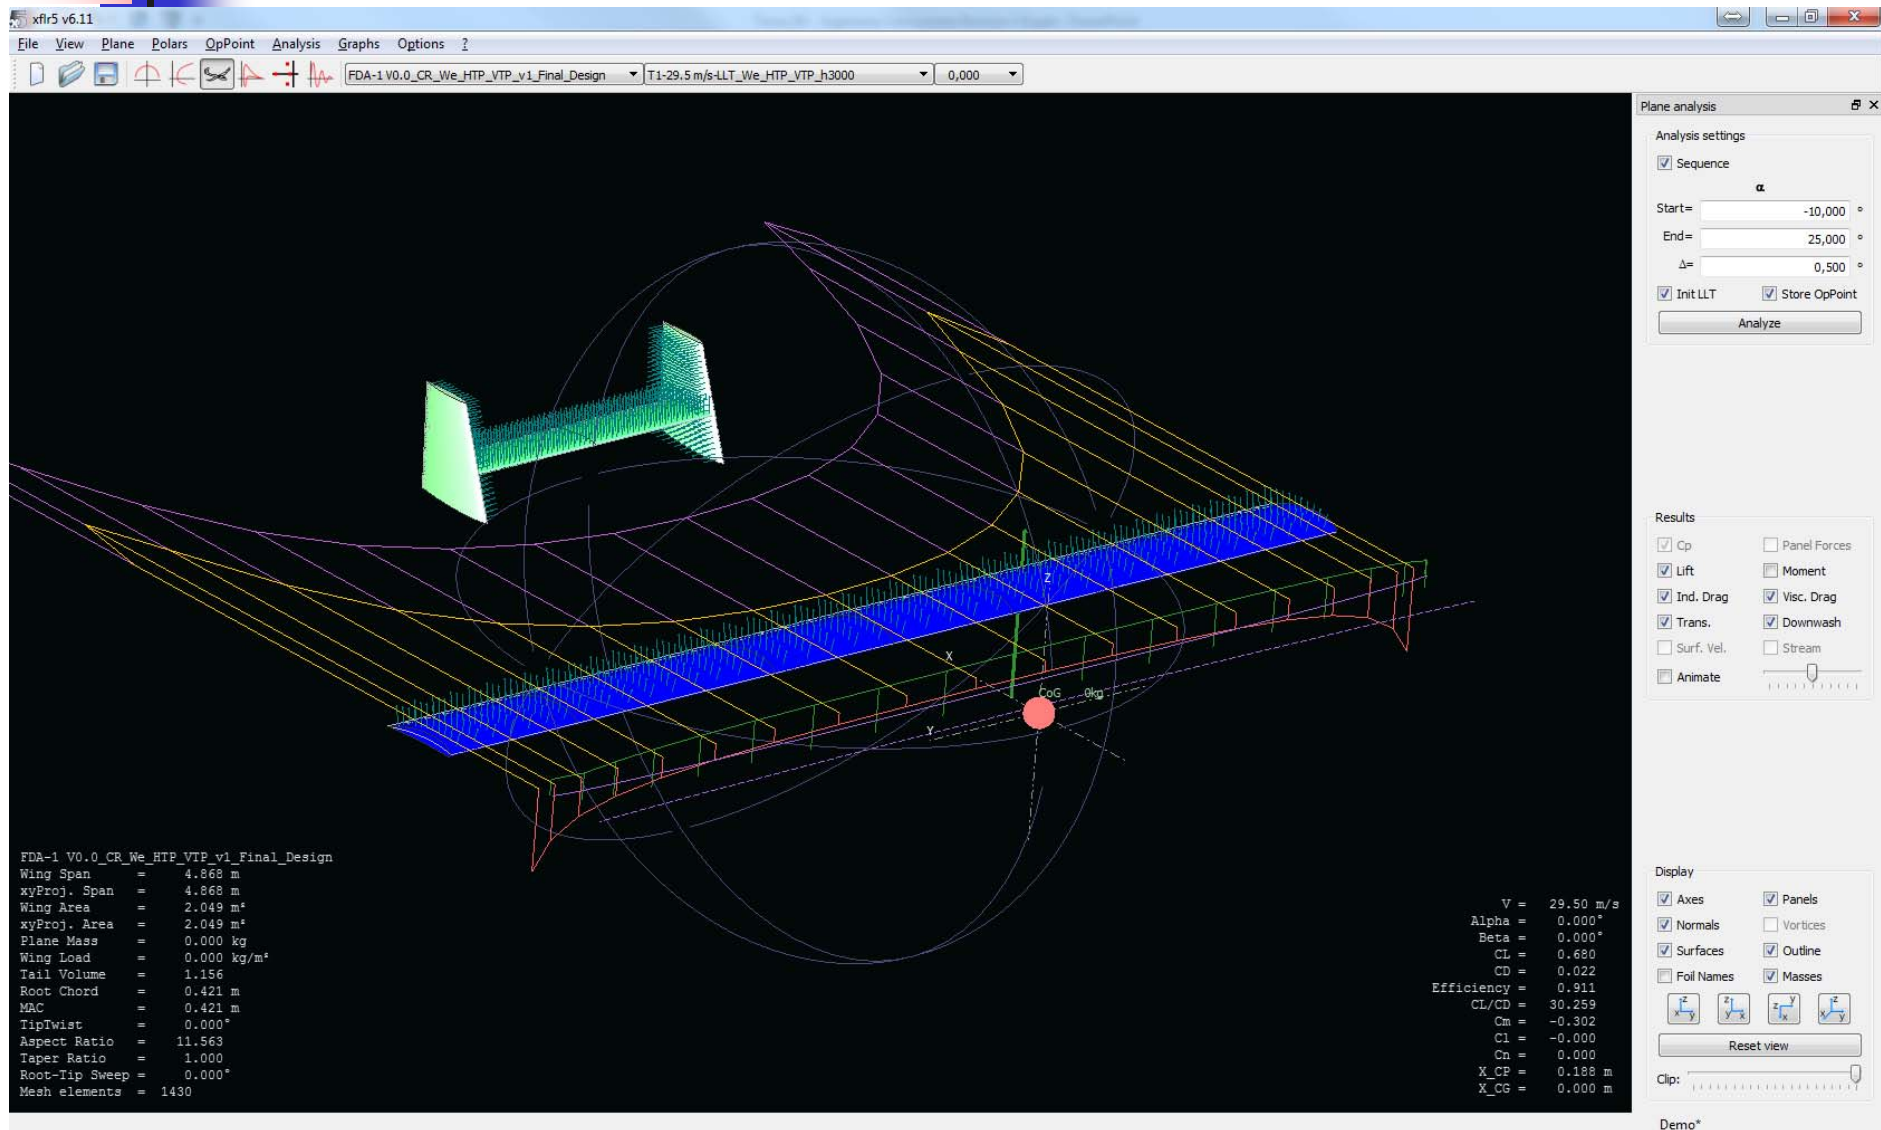 xflr5 v6.11
File View Plane Polars OpPoint Analysis Graphs Options ?
FDA-1 V0.0_CR_We_HTP_VTP_v1_Final_Design T1-29.5 m/s-LLT_We_HTP_VTP_h3000 0,000
Plane analysis
Analysis settings
Sequence
α
Start= -10,000 °
End= 25,000 °
Δ= 0,500 °
Init LLT Store OpPoint
Analyze
Results
Cp Panel Forces
Lift Moment
Ind. Drag Visc. Drag
Trans. Downwash
Surf. Vel. Stream
Animate
Display
Axes Panels
Normals Vortices
Surfaces Outline
Foil Names Masses
z x y
z y x
z y x
z x y
Reset view
Clip:
Demo*
Z
X
CoG 0kg
Y
FDA-1 V0.0_CR_We_HTP_VTP_v1_Final_Design
Wing Span = 4.868 m
xyProj. Span = 4.868 m
Wing Area = 2.049 m²
xyProj. Area = 2.049 m²
Plane Mass = 0.000 kg
Wing Load = 0.000 kg/m²
Tail Volume = 1.156
Root Chord = 0.421 m
MAC = 0.421 m
TipTwist = 0.000°
Aspect Ratio = 11.563
Taper Ratio = 1.000
Root-Tip Sweep = 0.000°
Mesh elements = 1430
V = 29.50 m/s
Alpha = 0.000°
Beta = 0.000°
CL = 0.680
CD = 0.022
Efficiency = 0.911
CL/CD = 30.259
Cm = -0.302
Cl = -0.000
Cn = 0.000
X_CP = 0.188 m
X_CG = 0.000 m